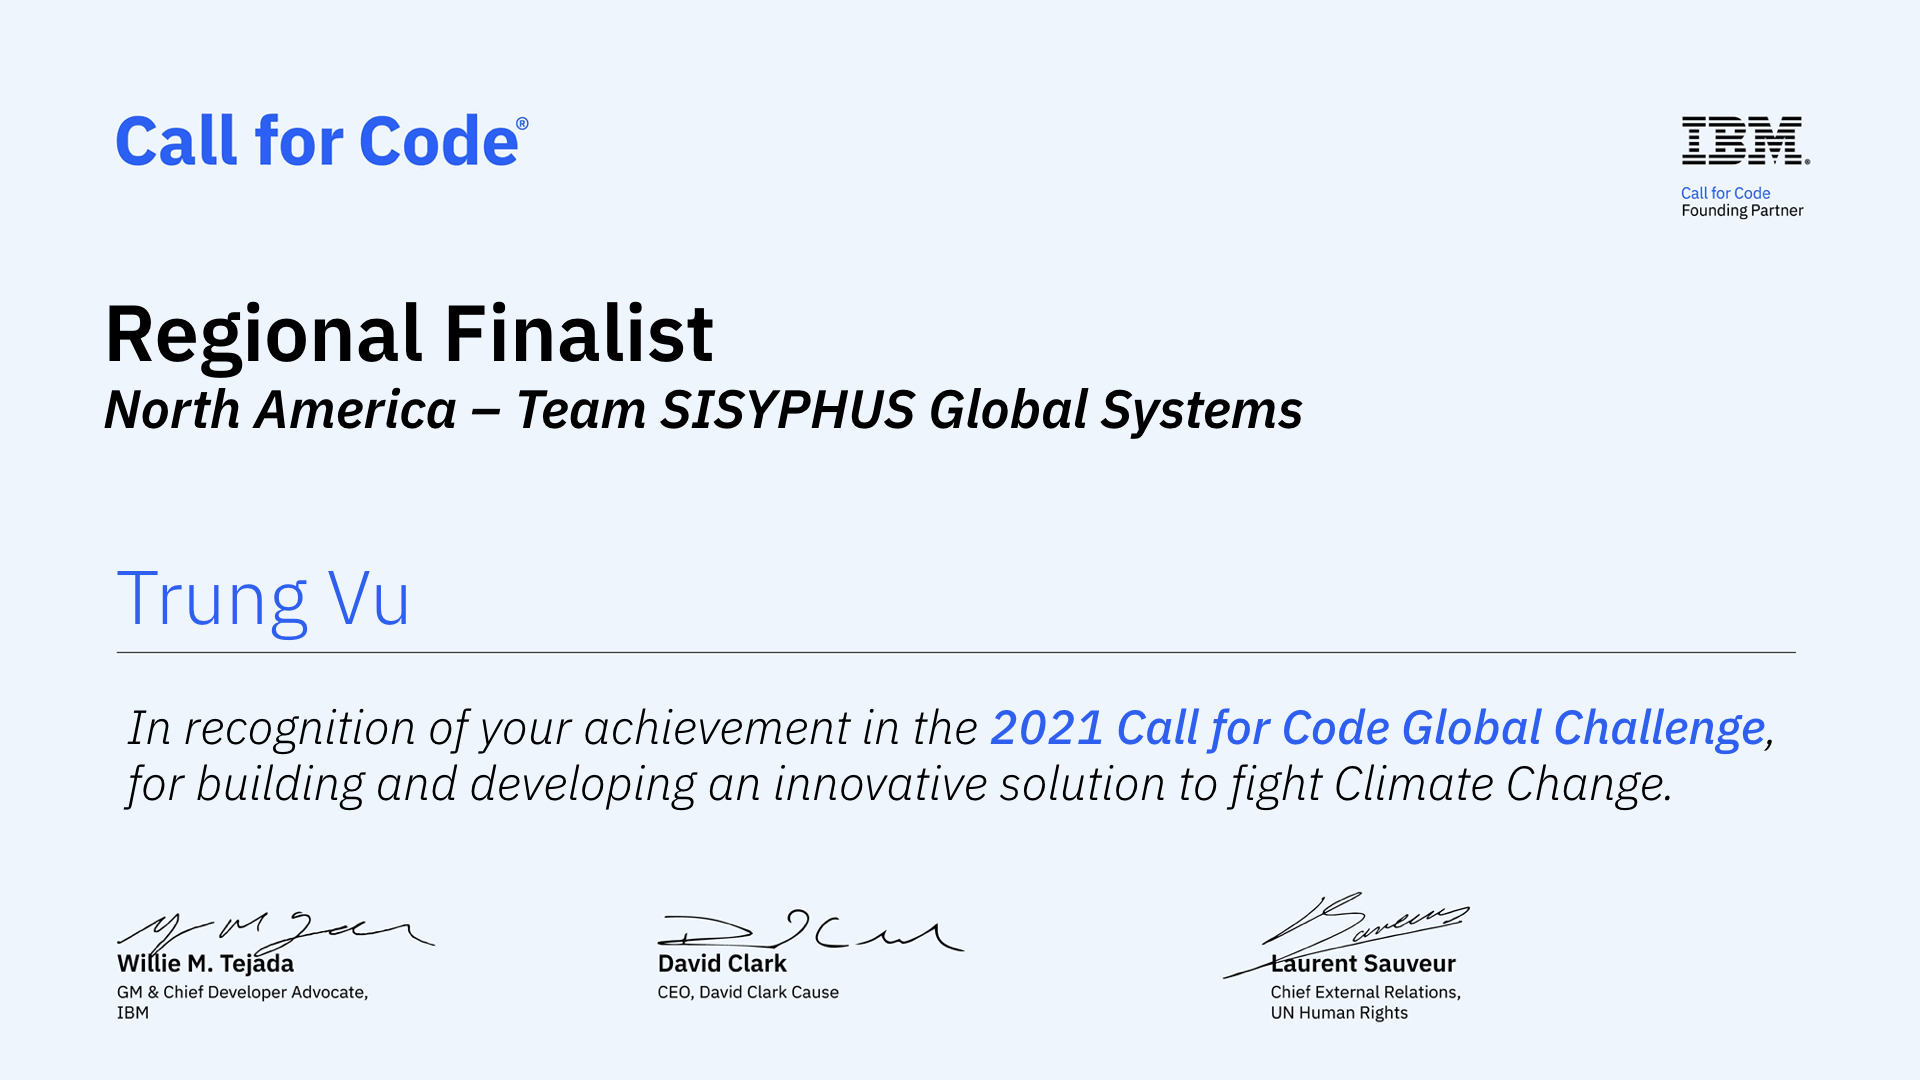 Call for Code®
IBM®
Call for Code
Founding Partner
Regional Finalist
North America – Team SISYPHUS Global Systems
Trung Vu
In recognition of your achievement in the 2021 Call for Code Global Challenge,
for building and developing an innovative solution to fight Climate Change.
Willie M. Tejada
GM & Chief Developer Advocate,
IBM
David Clark
CEO, David Clark Cause
Laurent Sauveur
Chief External Relations,
UN Human Rights